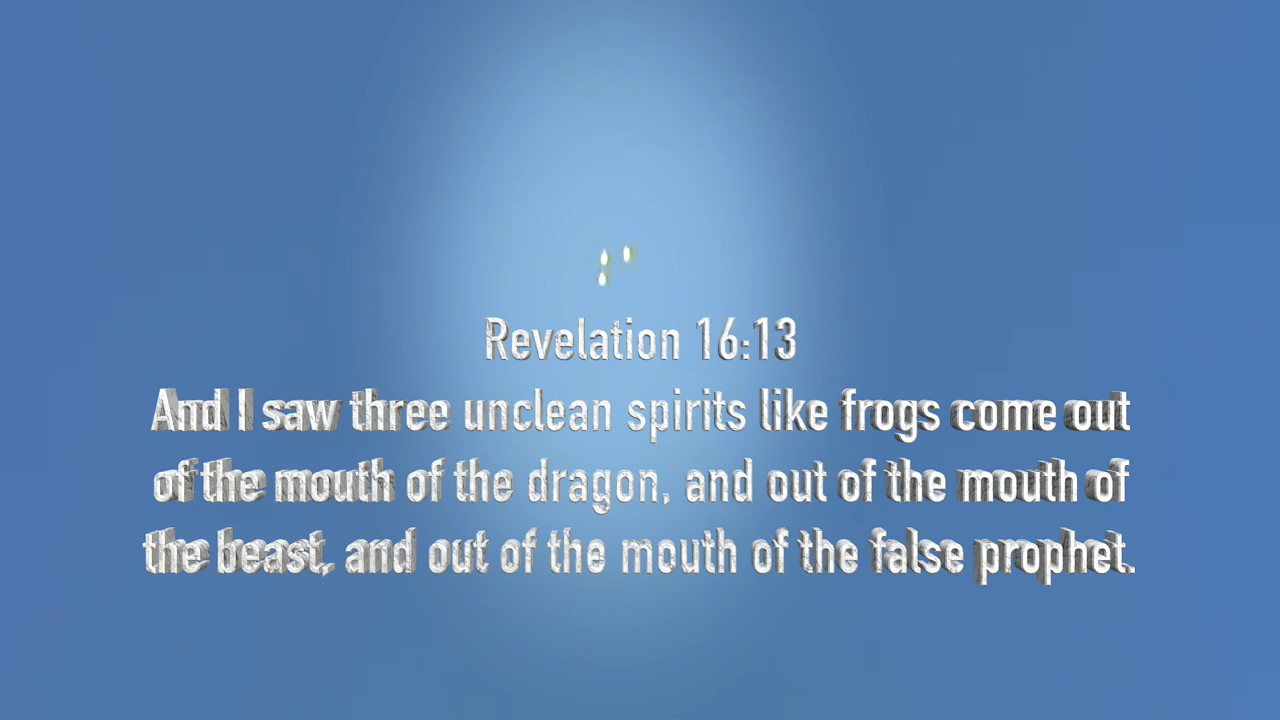 Revelation 16:13
And I saw three unclean spirits like frogs come out
of the mouth of the dragon, and out of the mouth of
the beast, and out of the mouth of the false prophet.